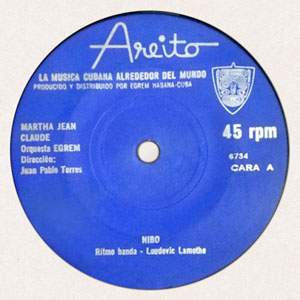 Areito
LA MUSICA CUBANA ALREDEDOR DEL MUNDO
PRODUCIDO Y DISTRIBUIDO POR EGREM HABANA-CUBA
MARTHA JEAN
CLAUDE
Orquesta EGREM
Dirección:
Juan Pablo Torres
45 rpm
6734
CARA A
NIBO
Ritmo banda - Loudovic Lamothe